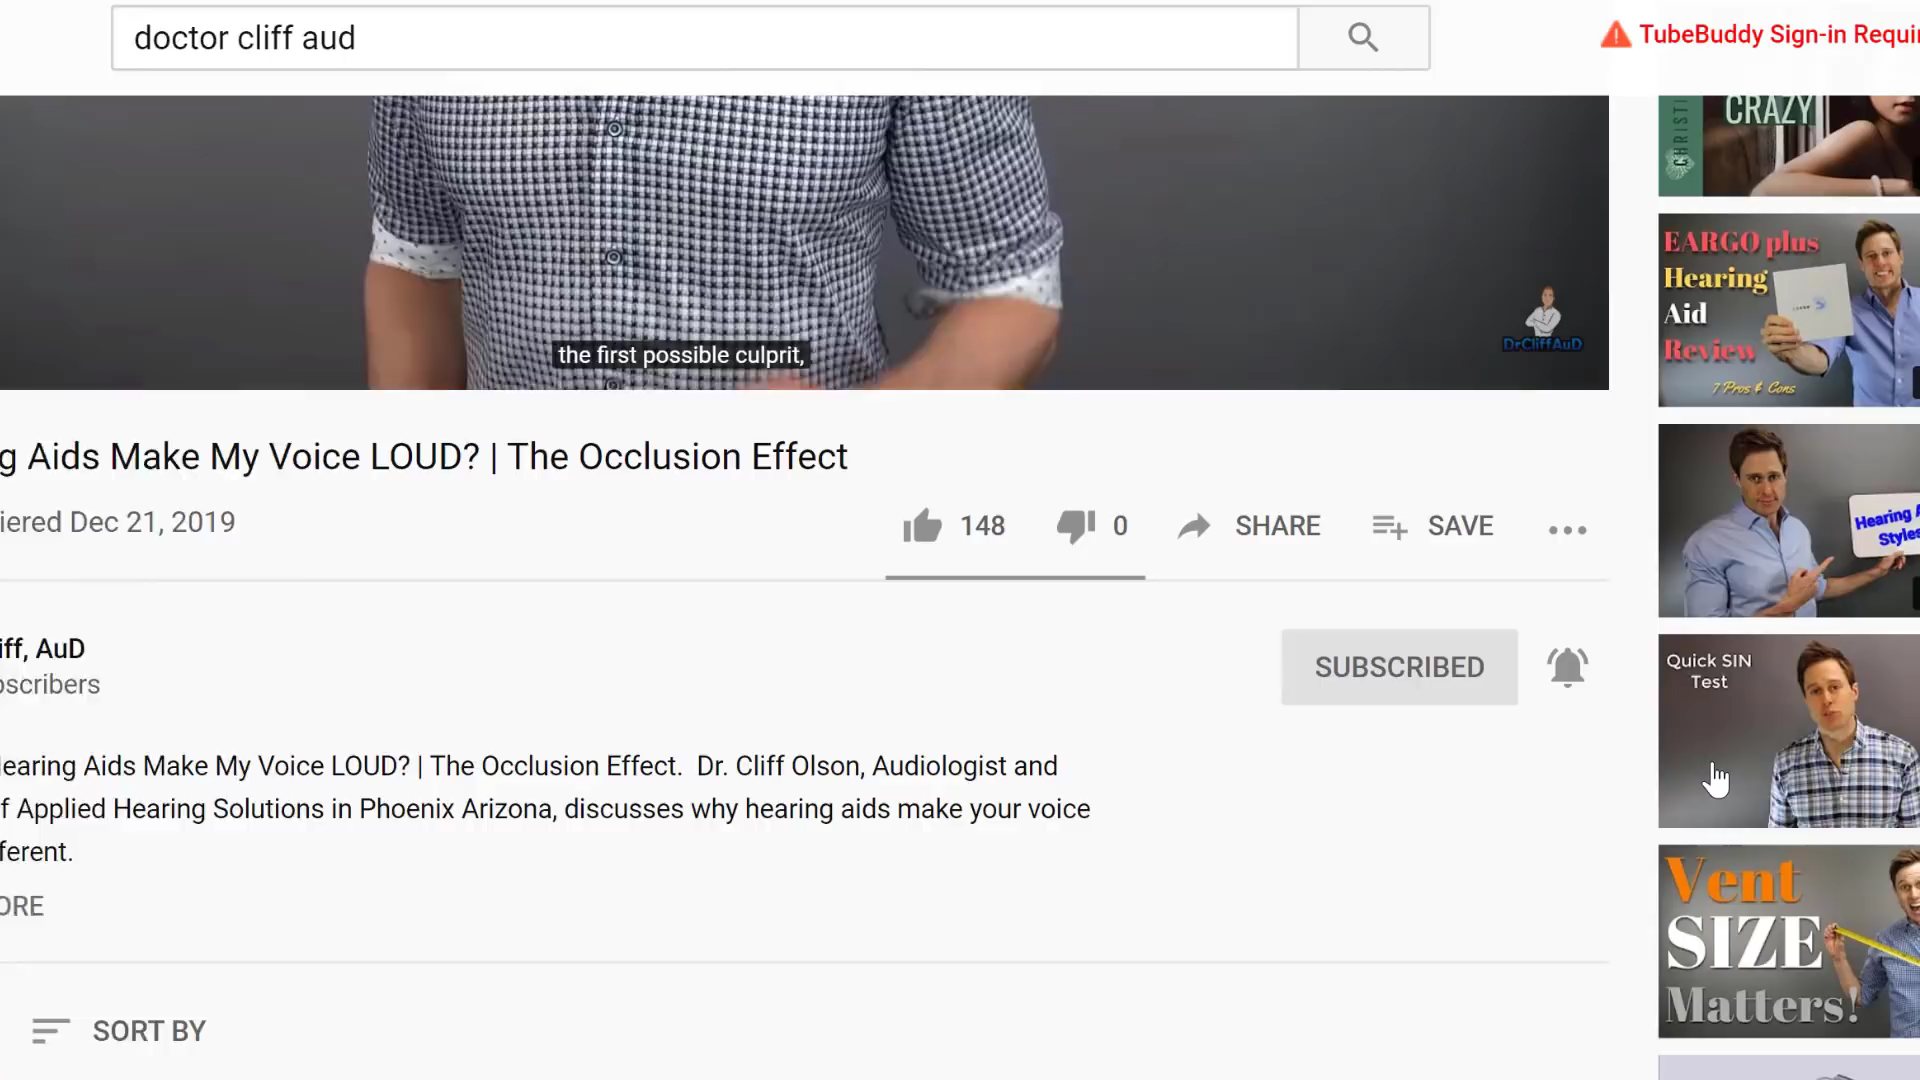 doctor cliff aud
TubeBuddy Sign-in Requi
CRAZY
CHRISTI
the first possible culprit,
DrCliffAuD
EARGO plus
Hearing
Aid
Review
7 Pros & Cons
g Aids Make My Voice LOUD? | The Occlusion Effect
iered Dec 21, 2019
148
0
SHARE
SAVE
Hearing A
Styles
iff, AuD
bscribers
SUBSCRIBED
Quick SIN
Test
earing Aids Make My Voice LOUD? | The Occlusion Effect. Dr. Cliff Olson, Audiologist and
f Applied Hearing Solutions in Phoenix Arizona, discusses why hearing aids make your voice
ferent.
ORE
Vent
SIZE
Matters!
SORT BY